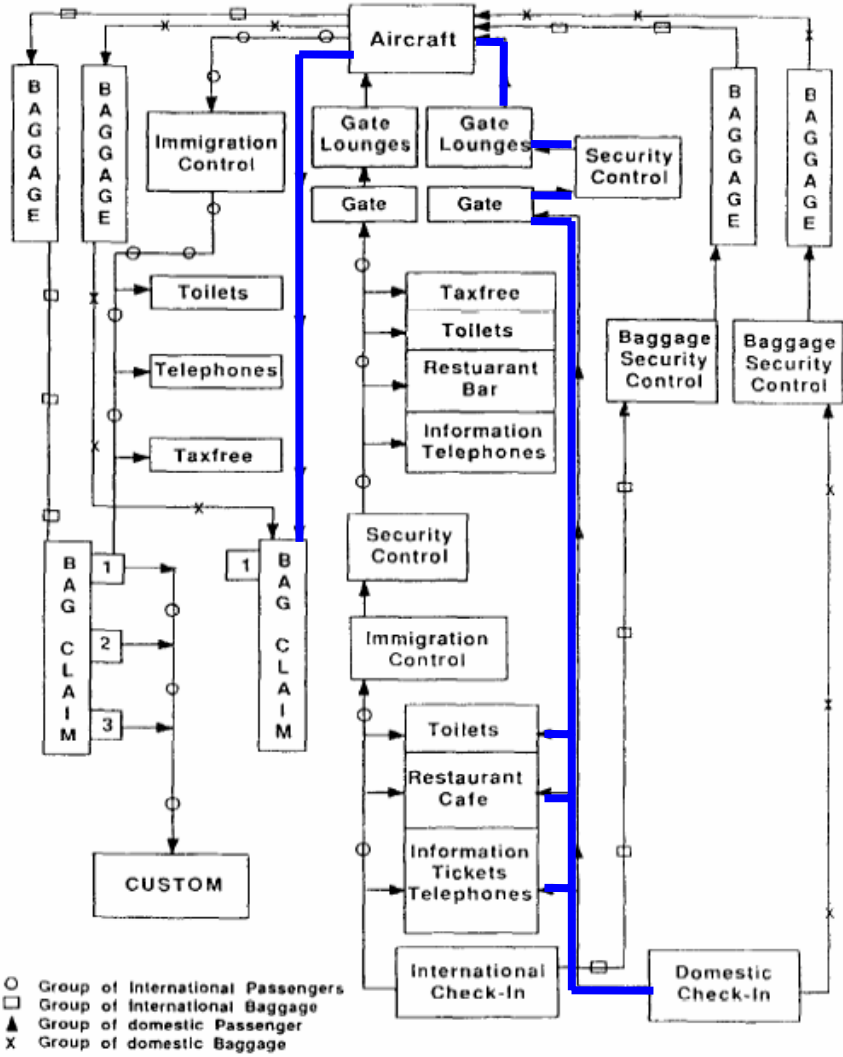 Aircraft
BAGGAGE
BAGGAGE
Immigration
Control
Gate
Lounges
Gate
Lounges
Security
Control
BAGGAGE
BAGGAGE
Gate
Gate
Toilets
Telephones
Taxfree
Taxfree
Toilets
Restuarant
Bar
Information
Telephones
Baggage
Security
Control
Baggage
Security
Control
Security
Control
BAG CLAIM
1
2
3
1
BAG CLAIM
Immigration
Control
Toilets
Restaurant
Cafe
Information
Tickets
Telephones
CUSTOM
International
Check-In
Domestic
Check-In
Group of International Passengers
Group of International Baggage
Group of domestic Passenger
X Group of domestic Baggage